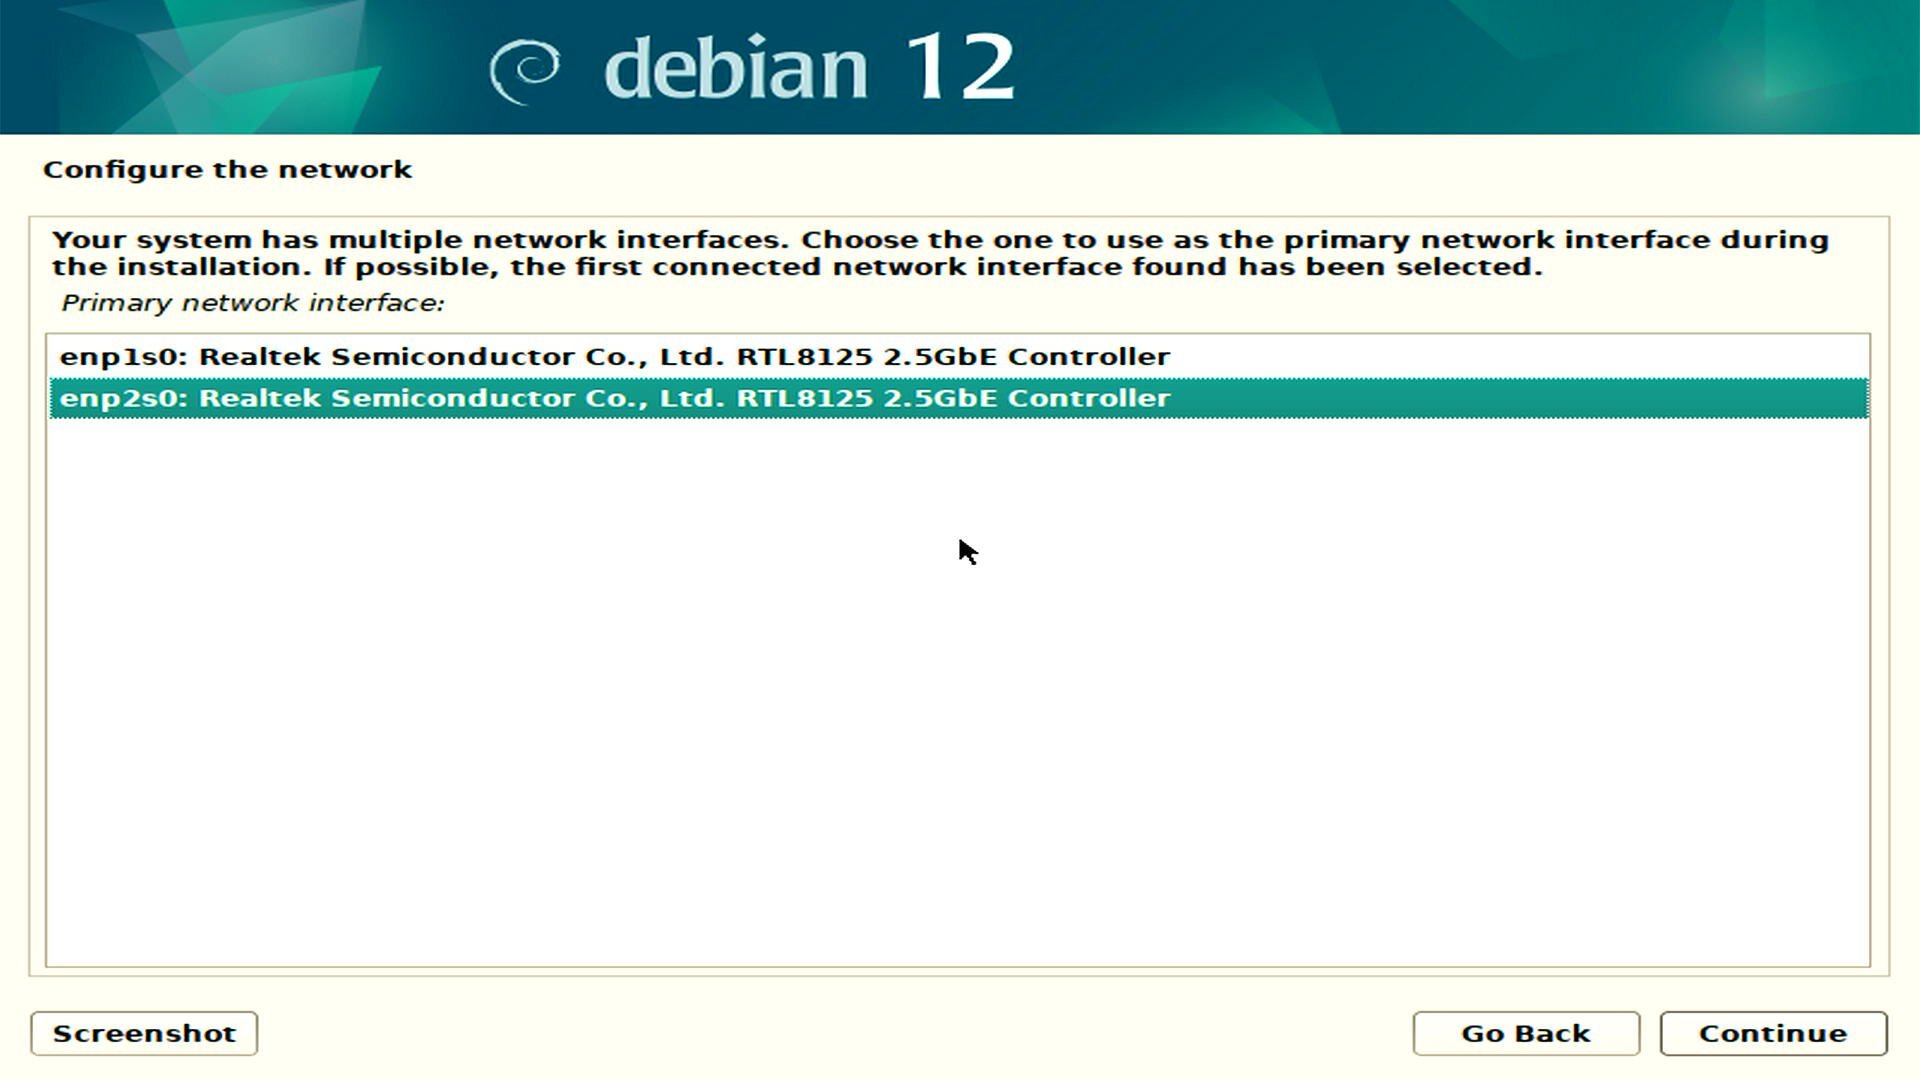 debian 12
Configure the network
Your system has multiple network interfaces. Choose the one to use as the primary network interface during
the installation. If possible, the first connected network interface found has been selected.
Primary network interface:
enp1s0: Realtek Semiconductor Co., Ltd. RTL8125 2.5GbE Controller
enp2s0: Realtek Semiconductor Co., Ltd. RTL8125 2.5GbE Controller
Screenshot
Go Back
Continue